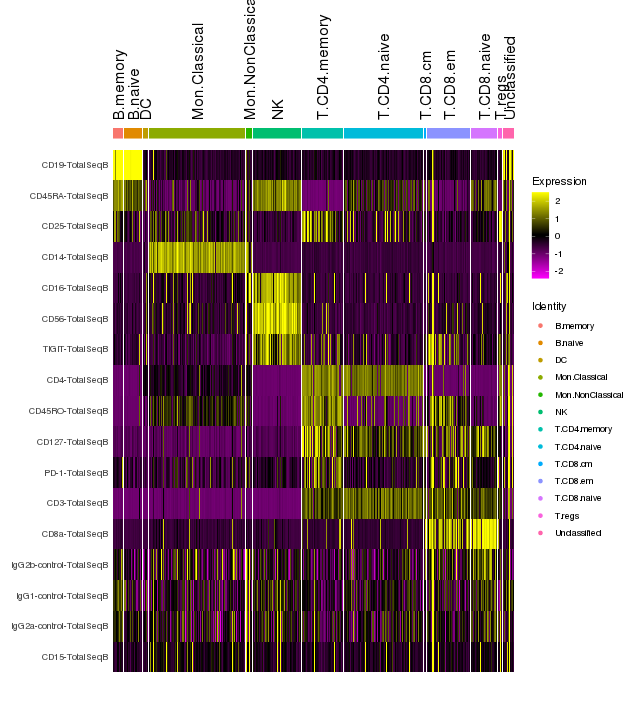 B.memory
B.naive
DC
Mon.Classical
Mon.NonClassical
NK
T.CD4.memory
T.CD4.naive
T.CD8.cm
T.CD8.em
T.CD8.naive
T.regs
Unclassified
CD19-TotalSeqB
CD45RA-TotalSeqB
CD25-TotalSeqB
CD14-TotalSeqB
CD16-TotalSeqB
CD56-TotalSeqB
TIGIT-TotalSeqB
CD4-TotalSeqB
CD45RO-TotalSeqB
CD127-TotalSeqB
PD-1-TotalSeqB
CD3-TotalSeqB
CD8a-TotalSeqB
IgG2b-control-TotalSeqB
IgG1-control-TotalSeqB
IgG2a-control-TotalSeqB
CD15-TotalSeqB
Expression
2
1
0
-1
-2
Identity
B.memory
B.naive
DC
Mon.Classical
Mon.NonClassical
NK
T.CD4.memory
T.CD4.naive
T.CD8.cm
T.CD8.em
T.CD8.naive
T.regs
Unclassified